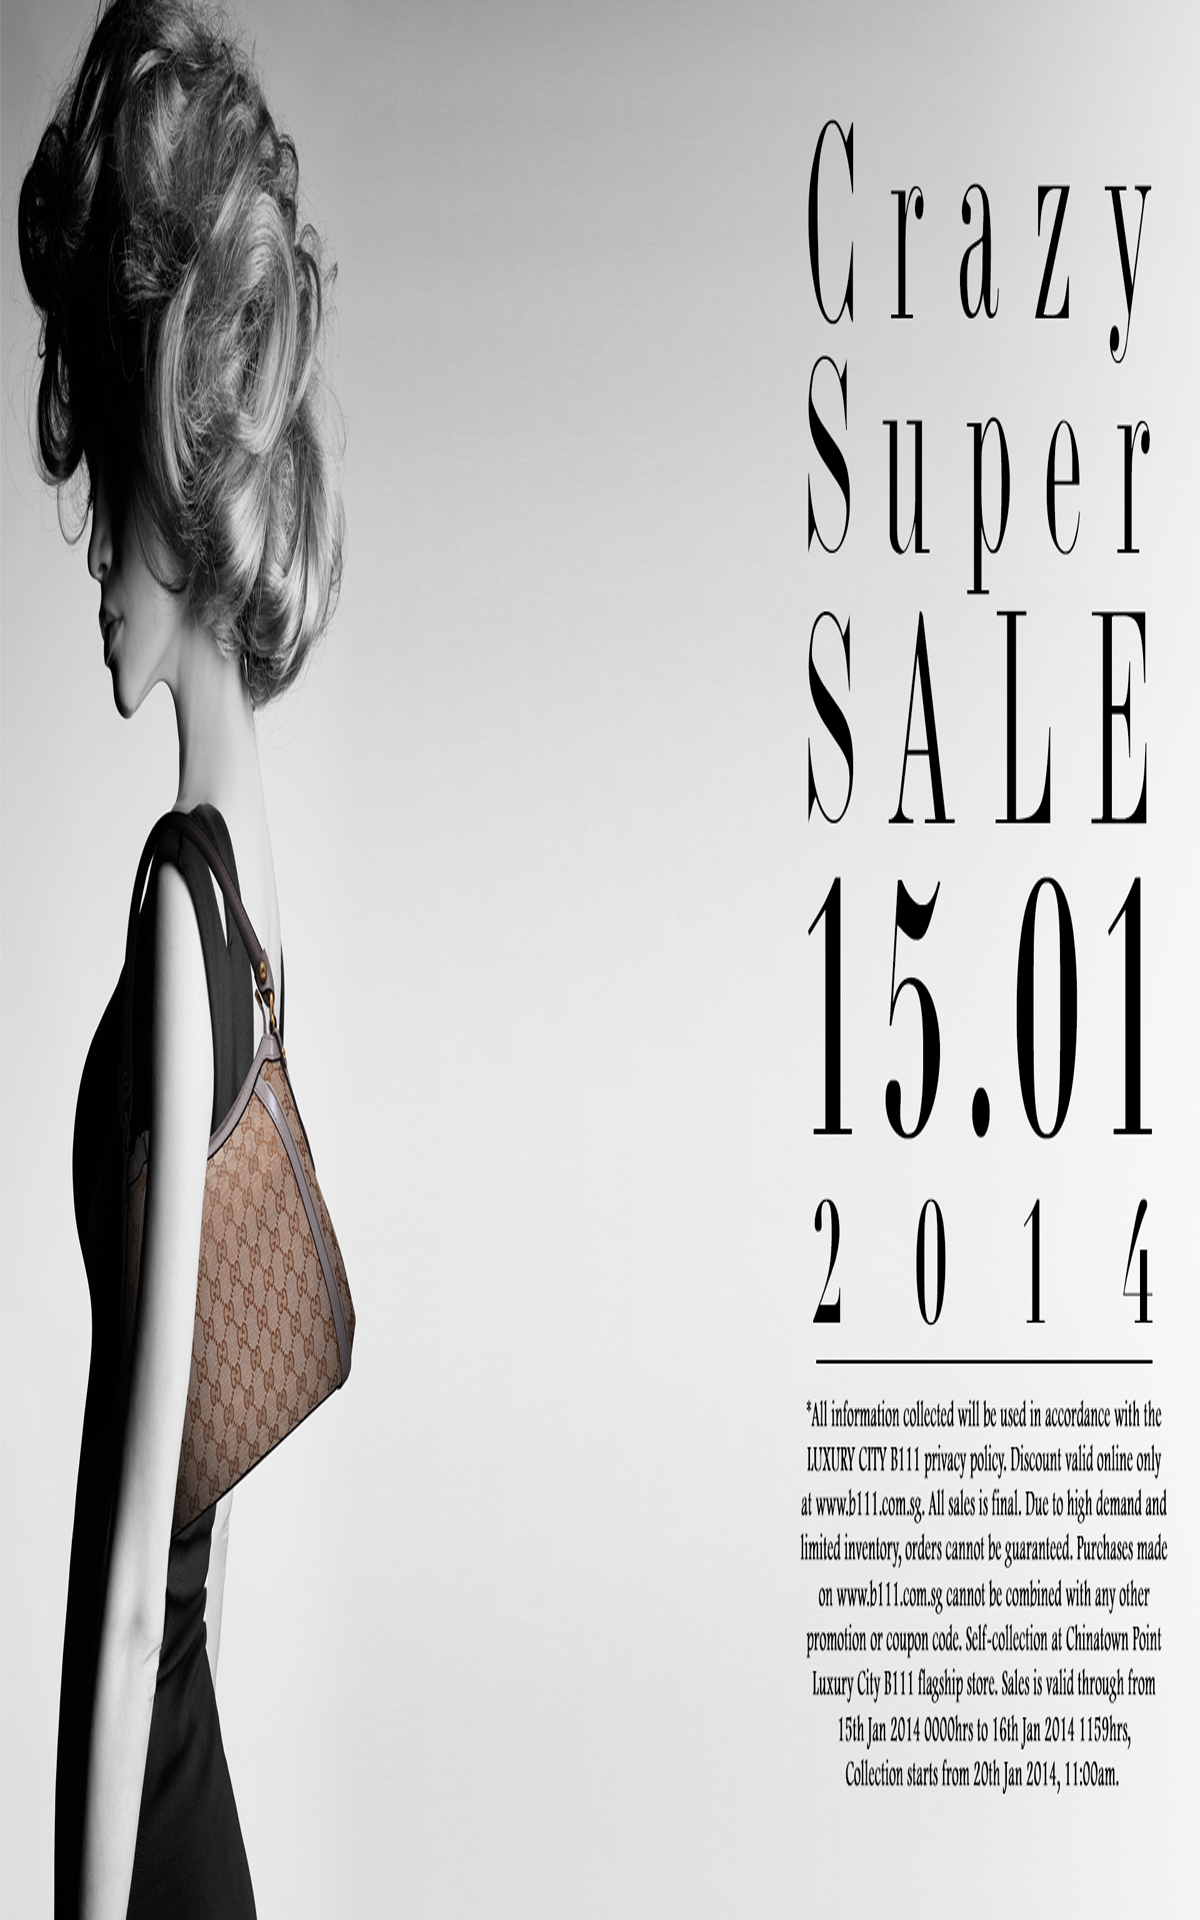 Crazy
Super
SALE
15.01
2014
*All information collected will be used in accordance with the
LUXURY CITY B111 privacy policy. Discount valid online only
at www.b111.com.sg. All sales is final. Due to high demand and
limited inventory, orders cannot be guaranteed. Purchases made
on www.b111.com.sg cannot be combined with any other
promotion or coupon code. Self-collection at Chinatown Point
Luxury City B111 flagship store. Sales is valid through from
15th Jan 2014 0000hrs to 16th Jan 2014 1159hrs,
Collection starts from 20th Jan 2014, 11:00am.